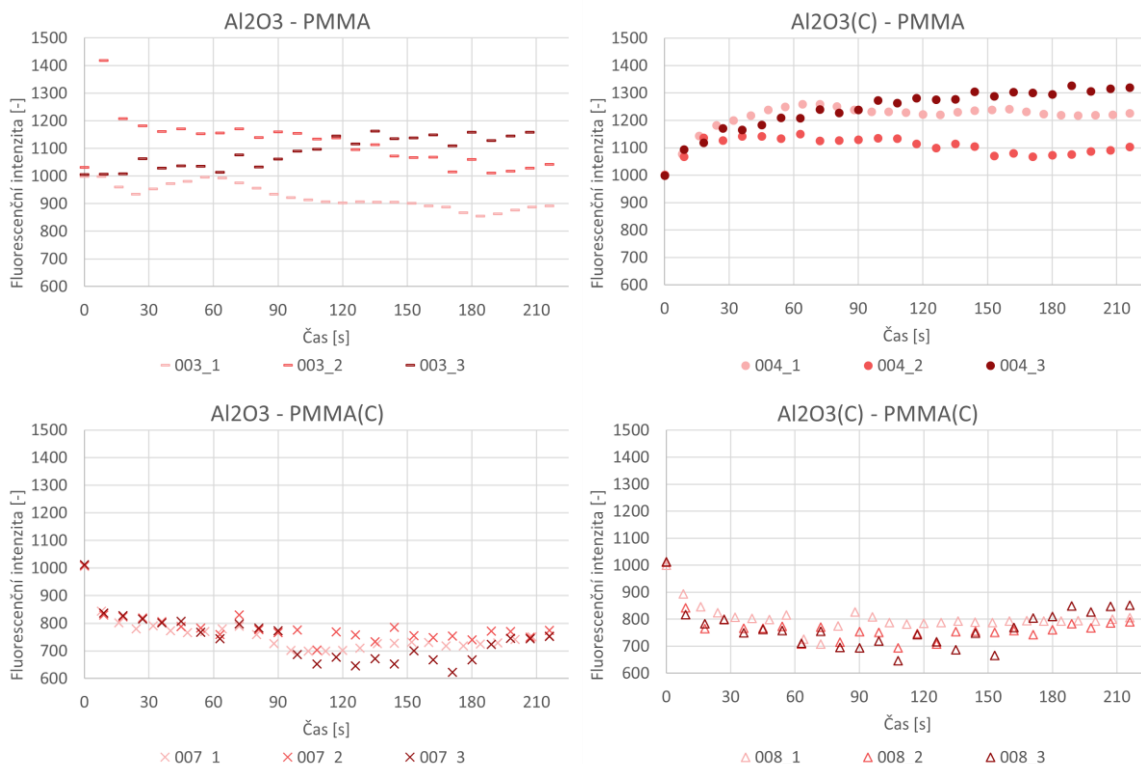 Al2O3 - PMMA
Fluorescenční intenzita [-]
1500
1400
1300
1200
1100
1000
900
800
700
600
0 30 60 90 120 150 180 210
Čas [s]
003_1 003_2 003_3
Al2O3(C) - PMMA
Fluorescenční intenzita [-]
1500
1400
1300
1200
1100
1000
900
800
700
600
0 30 60 90 120 150 180 210
Čas [s]
004_1 004_2 004_3
Al2O3 - PMMA(C)
Fluorescenční intenzita [-]
1500
1400
1300
1200
1100
1000
900
800
700
600
0 30 60 90 120 150 180 210
Čas [s]
007_1 007_2 007_3
Al2O3(C) - PMMA(C)
Fluorescenční intenzita [-]
1500
1400
1300
1200
1100
1000
900
800
700
600
0 30 60 90 120 150 180 210
Čas [s]
008_1 008_2 008_3